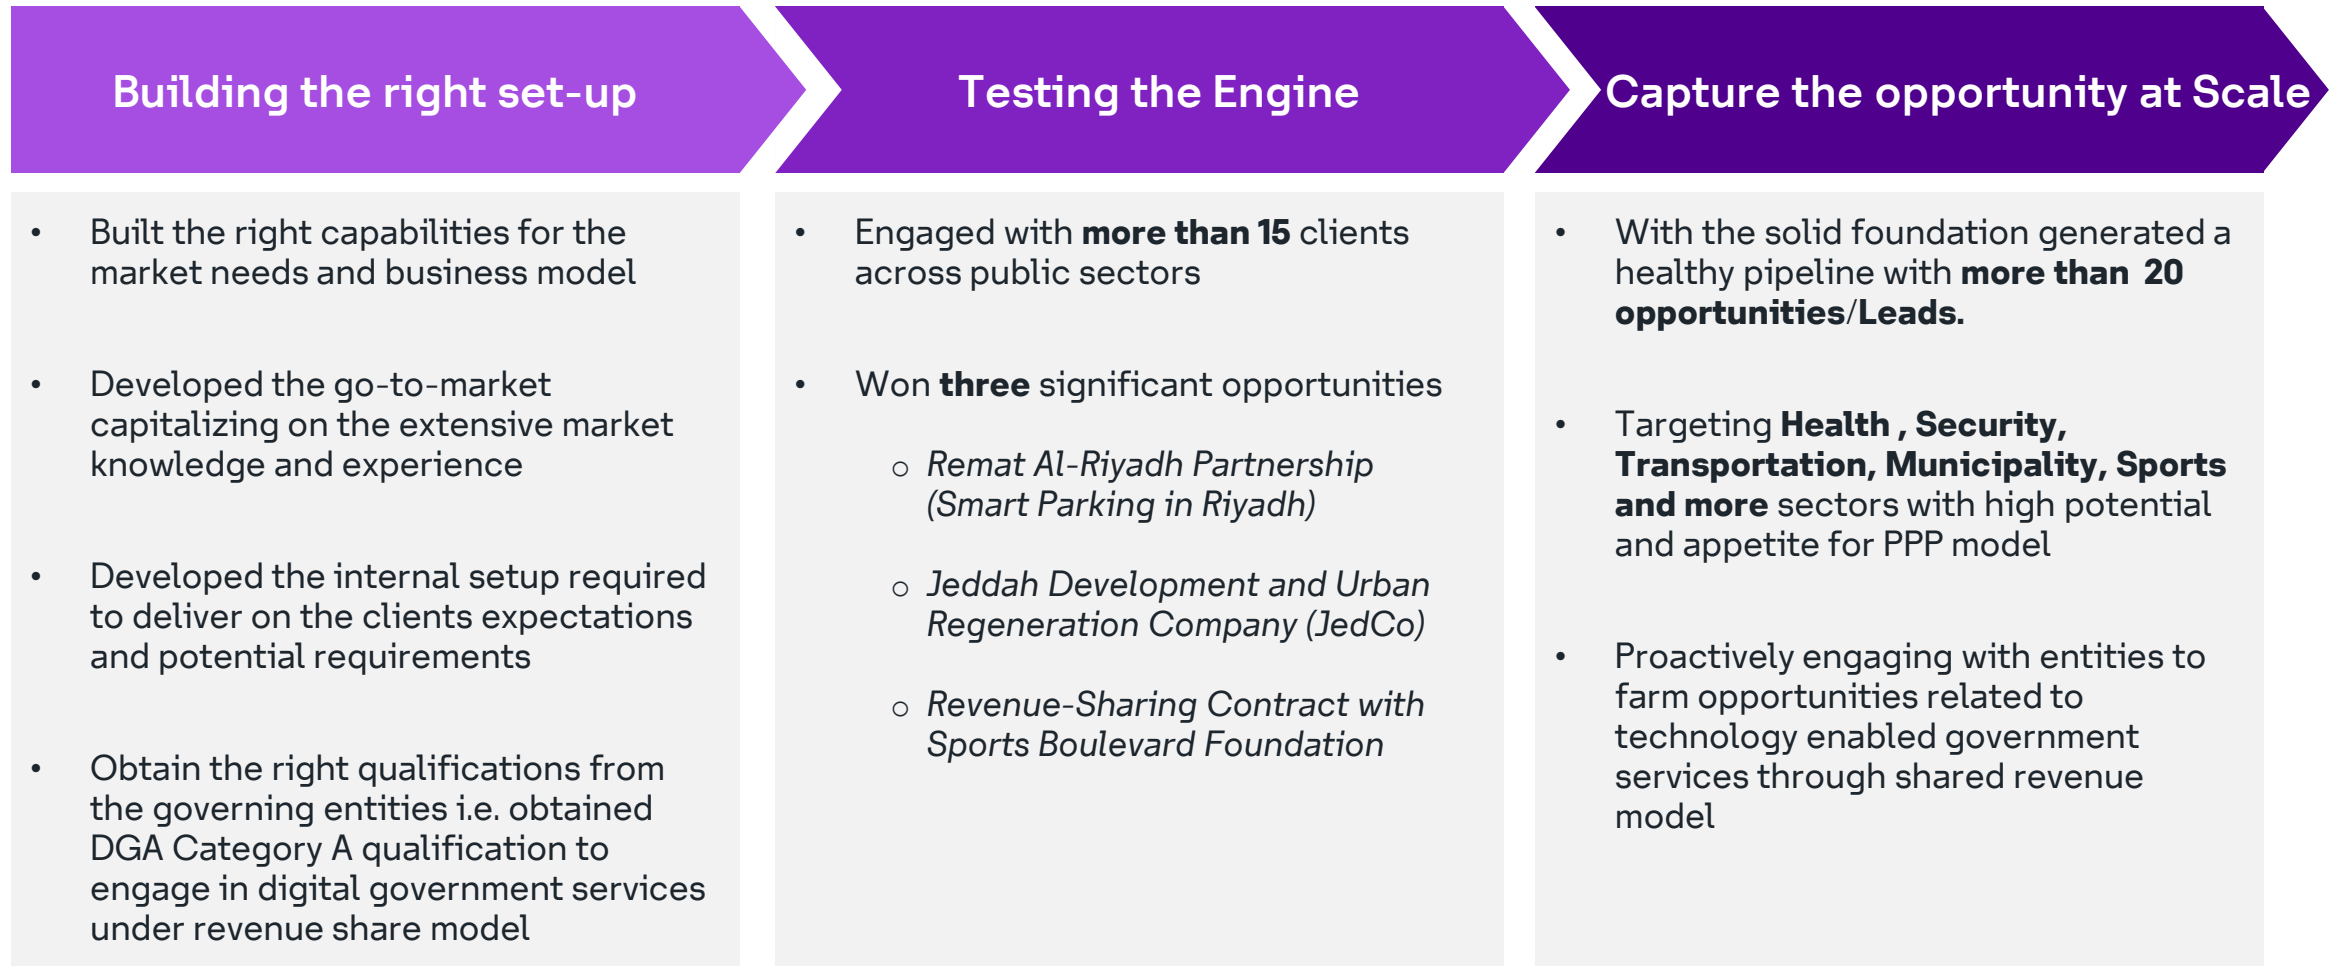 Building the right set-up
• Built the right capabilities for the
market needs and business model
• Developed the go-to-market
capitalizing on the extensive market
knowledge and experience
• Developed the internal setup required
to deliver on the clients expectations
and potential requirements
• Obtain the right qualifications from
the governing entities i.e. obtained
DGA Category A qualification to
engage in digital government services
under revenue share model
Testing the Engine
• Engaged with more than 15 clients
across public sectors
• Won three significant opportunities
o Remat Al-Riyadh Partnership
(Smart Parking in Riyadh)
o Jeddah Development and Urban
Regeneration Company (JedCo)
o Revenue-Sharing Contract with
Sports Boulevard Foundation
Capture the opportunity at Scale
• With the solid foundation generated a
healthy pipeline with more than  20
opportunities/Leads.
• Targeting Health , Security,
Transportation, Municipality, Sports
and more sectors with high potential
and appetite for PPP model
• Proactively engaging with entities to
farm opportunities related to
technology enabled government
services through shared revenue
model